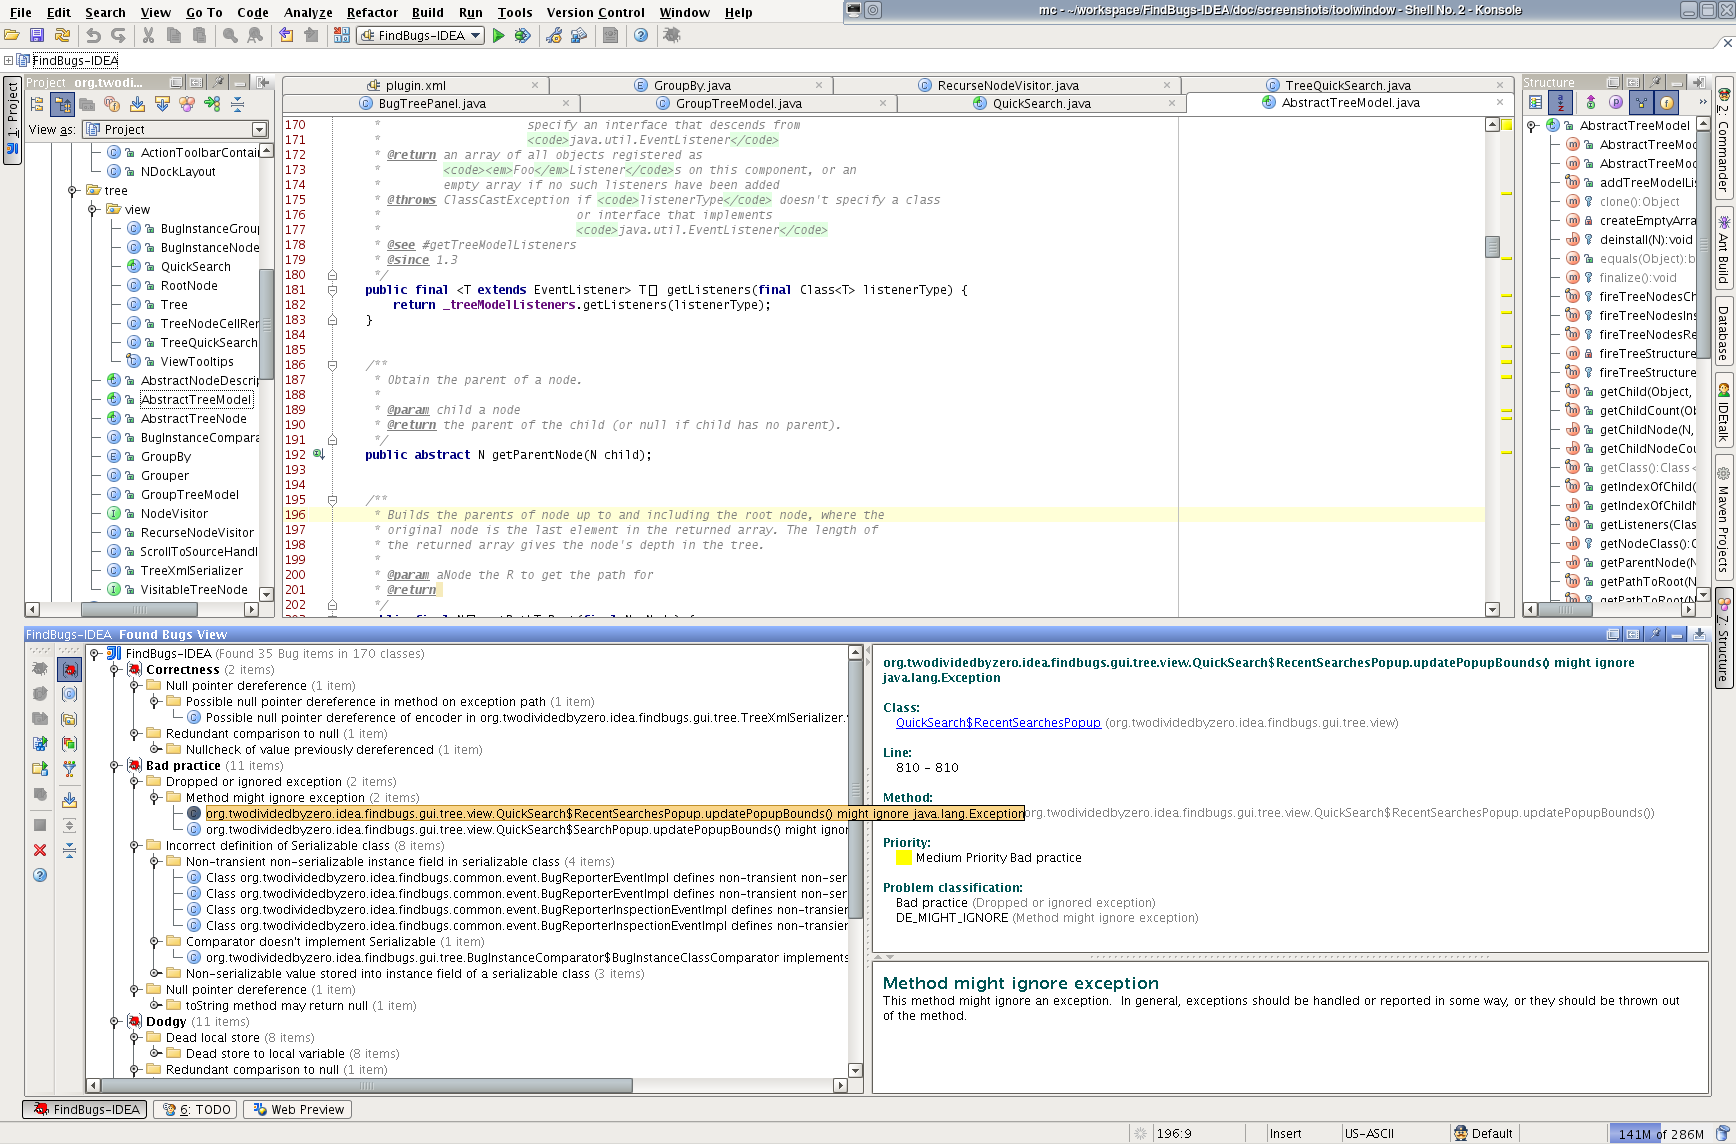 File Edit Search View Go To Code Analyze Refactor Build Run Tools Version Control Window Help
mc - ~/workspace/FindBugs-IDEA/doc/screenshots/toolwindow - Shell No. 2 - Konsole
FindBugs-IDEA
FindBugs-IDEA
Project org.twodi...
1: Project
View as: Project
ActionToolbarContai
NDockLayout
tree
view
BugInstanceGrou
BugInstanceNode
QuickSearch
RootNode
Tree
TreeNodeCellRer
TreeQuickSearch
ViewTooltips
AbstractNodeDescrip
AbstractTreeModel
AbstractTreeNode
BugInstanceCompara
GroupBy
Grouper
GroupTreeModel
NodeVisitor
RecurseNodeVisitor
ScrollToSourceHandl
TreeXmlSerializer
VisitableTreeNode
plugin.xml GroupBy.java RecurseNodeVisitor.java TreeQuickSearch.java
BugTreePanel.java GroupTreeModel.java QuickSearch.java AbstractTreeModel.java
170 * specify an interface that descends from
171 * <code>java.util.EventListener</code>
172 * @return an array of all objects registered as
173 * <code><em>Foo</em>Listener</code>s on this component, or an
174 * empty array if no such listeners have been added
175 * @throws ClassCastException if <code>listenerType</code> doesn't specify a class
176 * or interface that implements
177 * <code>java.util.EventListener</code>
178 * @see #getTreeModelListeners
179 * @since 1.3
180 */
181 public final <T extends EventListener> T[] getListeners(final Class<T> listenerType) {
182 return _treeModelListeners.getListeners(listenerType);
183 }
184
185
186 /**
187 * Obtain the parent of a node.
188 *
189 * @param child a node
190 * @return the parent of the child (or null if child has no parent).
191 */
192 public abstract N getParentNode(N child);
193
194
195 /**
196 * Builds the parents of node up to and including the root node, where the
197 * original node is the last element in the returned array. The length of
198 * the returned array gives the node's depth in the tree.
199 *
200 * @param aNode the R to get the path for
201 * @return
202 */
Structure
AbstractTreeModel
AbstractTreeMoc
AbstractTreeMoc
addTreeModelLis
clone():Object
createEmptyArra
deinstall(N):void
equals(Object):b
finalize():void
fireTreeNodesCh
fireTreeNodesIns
fireTreeNodesRe
fireTreeStructure
fireTreeStructure
getChild(Object,
getChildCount(Ob
getChildNode(N,
getChildNodeCou
getClass():Class<
getIndexOfChild(
getIndexOfChild(
getListeners(Clas
getNodeClass():C
getParentNode(N
getPathToRoot(N
getPathToRoot(N
2: Commander
Ant Build
Database
IDEtalk
Maven Projects
Z: Structure
FindBugs-IDEA Found Bugs View
FindBugs-IDEA (Found 35 Bug items in 170 classes)
Correctness (2 items)
Null pointer dereference (1 item)
Possible null pointer dereference in method on exception path (1 item)
Possible null pointer dereference of encoder in org.twodividedbyzero.idea.findbugs.gui.tree.TreeXmlSerializer.
Redundant comparison to null (1 item)
Nullcheck of value previously dereferenced (1 item)
Bad practice (11 items)
Dropped or ignored exception (2 items)
Method might ignore exception (2 items)
org.twodividedbyzero.idea.findbugs.gui.tree.view.QuickSearch$RecentSearchesPopup.updatePopupBounds() might ignore java.lang.Exception
org.twodividedbyzero.idea.findbugs.gui.tree.view.QuickSearch$SearchPopup.updatePopupBounds() might ignor
Incorrect definition of Serializable class (8 items)
Non-transient non-serializable instance field in serializable class (4 items)
Class org.twodividedbyzero.idea.findbugs.common.event.BugReporterEventImpl defines non-transient non-ser
Class org.twodividedbyzero.idea.findbugs.common.event.BugReporterEventImpl defines non-transient non-ser
Class org.twodividedbyzero.idea.findbugs.common.event.BugReporterInspectionEventImpl defines non-transien
Class org.twodividedbyzero.idea.findbugs.common.event.BugReporterInspectionEventImpl defines non-transien
Comparator doesn't implement Serializable (1 item)
org.twodividedbyzero.idea.findbugs.gui.tree.BugInstanceComparator$BugInstanceClassComparator implements
Non-serializable value stored into instance field of a serializable class (3 items)
Null pointer dereference (1 item)
toString method may return null (1 item)
Dodgy (11 items)
Dead local store (8 items)
Dead store to local variable (8 items)
Redundant comparison to null (1 item)
org.twodividedbyzero.idea.findbugs.gui.tree.view.QuickSearch$RecentSearchesPopup.updatePopupBounds() might ignore
java.lang.Exception
Class:
QuickSearch$RecentSearchesPopup (org.twodividedbyzero.idea.findbugs.gui.tree.view)
Line:
810 - 810
Method:
org.twodividedbyzero.idea.findbugs.gui.tree.view.QuickSearch$RecentSearchesPopup.updatePopupBounds())
Priority:
Medium Priority Bad practice
Problem classification:
Bad practice (Dropped or ignored exception)
DE_MIGHT_IGNORE (Method might ignore exception)
Method might ignore exception
This method might ignore an exception. In general, exceptions should be handled or reported in some way, or they should be thrown out
of the method.
FindBugs-IDEA 6: TODO Web Preview
196:9 Insert US-ASCII Default 141M of 286M